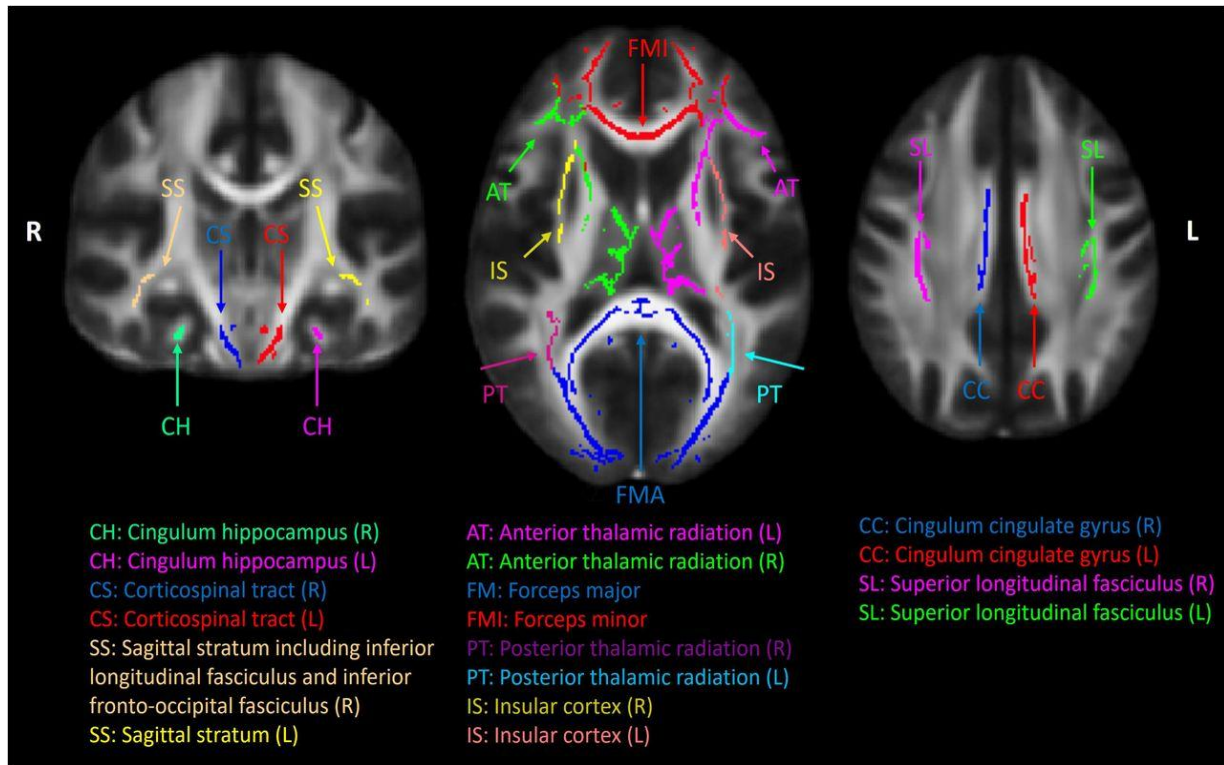 FMI
SL
SL
SS
SS
AT
AT
R
CS
CS
L
IS
IS
PT
PT
CC
CC
CH
CH
FMA
CH: Cingulum hippocampus (R)
CH: Cingulum hippocampus (L)
CS: Corticospinal tract (R)
CS: Corticospinal tract (L)
SS: Sagittal stratum including inferior
longitudinal fasciculus and inferior
fronto-occipital fasciculus (R)
SS: Sagittal stratum (L)
AT: Anterior thalamic radiation (L)
AT: Anterior thalamic radiation (R)
FM: Forceps major
FMI: Forceps minor
PT: Posterior thalamic radiation (R)
PT: Posterior thalamic radiation (L)
IS: Insular cortex (R)
IS: Insular cortex (L)
CC: Cingulum cingulate gyrus (R)
CC: Cingulum cingulate gyrus (L)
SL: Superior longitudinal fasciculus (R)
SL: Superior longitudinal fasciculus (L)